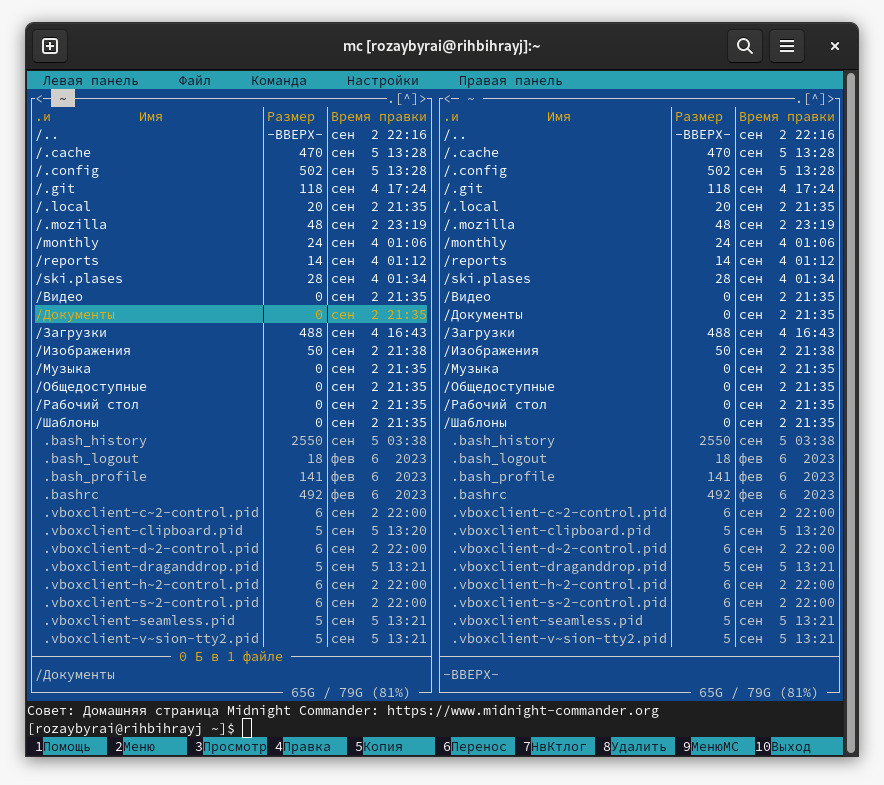 mc [rozaybyrai@rihbihrayj]:~
Левая панель Файл Команда Настройки Правая панель
<- ~ .[^]> <- ~ .[^]>
.и Имя Размер Время правки .и Имя Размер Время правки
/.. -ВВЕРХ- сен 2 22:16 /.. -ВВЕРХ- сен 2 22:16
/.cache 470 сен 5 13:28 /.cache 470 сен 5 13:28
/.config 502 сен 5 13:28 /.config 502 сен 5 13:28
/.git 118 сен 4 17:24 /.git 118 сен 4 17:24
/.local 20 сен 2 21:35 /.local 20 сен 2 21:35
/.mozilla 48 сен 2 23:19 /.mozilla 48 сен 2 23:19
/monthly 24 сен 4 01:06 /monthly 24 сен 4 01:06
/reports 14 сен 4 01:12 /reports 14 сен 4 01:12
/ski.plases 28 сен 4 01:34 /ski.plases 28 сен 4 01:34
/Видео 0 сен 2 21:35 /Видео 0 сен 2 21:35
/Документы 0 сен 2 21:35 /Документы 0 сен 2 21:35
/Загрузки 488 сен 4 16:43 /Загрузки 488 сен 4 16:43
/Изображения 50 сен 2 21:38 /Изображения 50 сен 2 21:38
/Музыка 0 сен 2 21:35 /Музыка 0 сен 2 21:35
/Общедоступные 0 сен 2 21:35 /Общедоступные 0 сен 2 21:35
/Рабочий стол 0 сен 2 21:35 /Рабочий стол 0 сен 2 21:35
/Шаблоны 0 сен 2 21:35 /Шаблоны 0 сен 2 21:35
.bash_history 2550 сен 5 03:38 .bash_history 2550 сен 5 03:38
.bash_logout 18 фев 6 2023 .bash_logout 18 фев 6 2023
.bash_profile 141 фев 6 2023 .bash_profile 141 фев 6 2023
.bashrc 492 фев 6 2023 .bashrc 492 фев 6 2023
.vboxclient-c~2-control.pid 6 сен 2 22:00 .vboxclient-c~2-control.pid 6 сен 2 22:00
.vboxclient-clipboard.pid 5 сен 5 13:20 .vboxclient-clipboard.pid 5 сен 5 13:20
.vboxclient-d~2-control.pid 6 сен 2 22:00 .vboxclient-d~2-control.pid 6 сен 2 22:00
.vboxclient-draganddrop.pid 5 сен 5 13:21 .vboxclient-draganddrop.pid 5 сен 5 13:21
.vboxclient-h~2-control.pid 6 сен 2 22:00 .vboxclient-h~2-control.pid 6 сен 2 22:00
.vboxclient-s~2-control.pid 6 сен 2 22:00 .vboxclient-s~2-control.pid 6 сен 2 22:00
.vboxclient-seamless.pid 5 сен 5 13:21 .vboxclient-seamless.pid 5 сен 5 13:21
.vboxclient-v~sion-tty2.pid 5 сен 5 13:21 .vboxclient-v~sion-tty2.pid 5 сен 5 13:21
0 Б в 1 файле
/Документы -ВВЕРХ-
65G / 79G (81%) 65G / 79G (81%)
Совет: Домашняя страница Midnight Commander: https://www.midnight-commander.org
[rozaybyrai@rihbihrayj ~]$
1Помощь 2Меню 3Просмотр 4Правка 5Копия 6Перенос 7НвКтлог 8Удалить 9МенюМС 10Выход